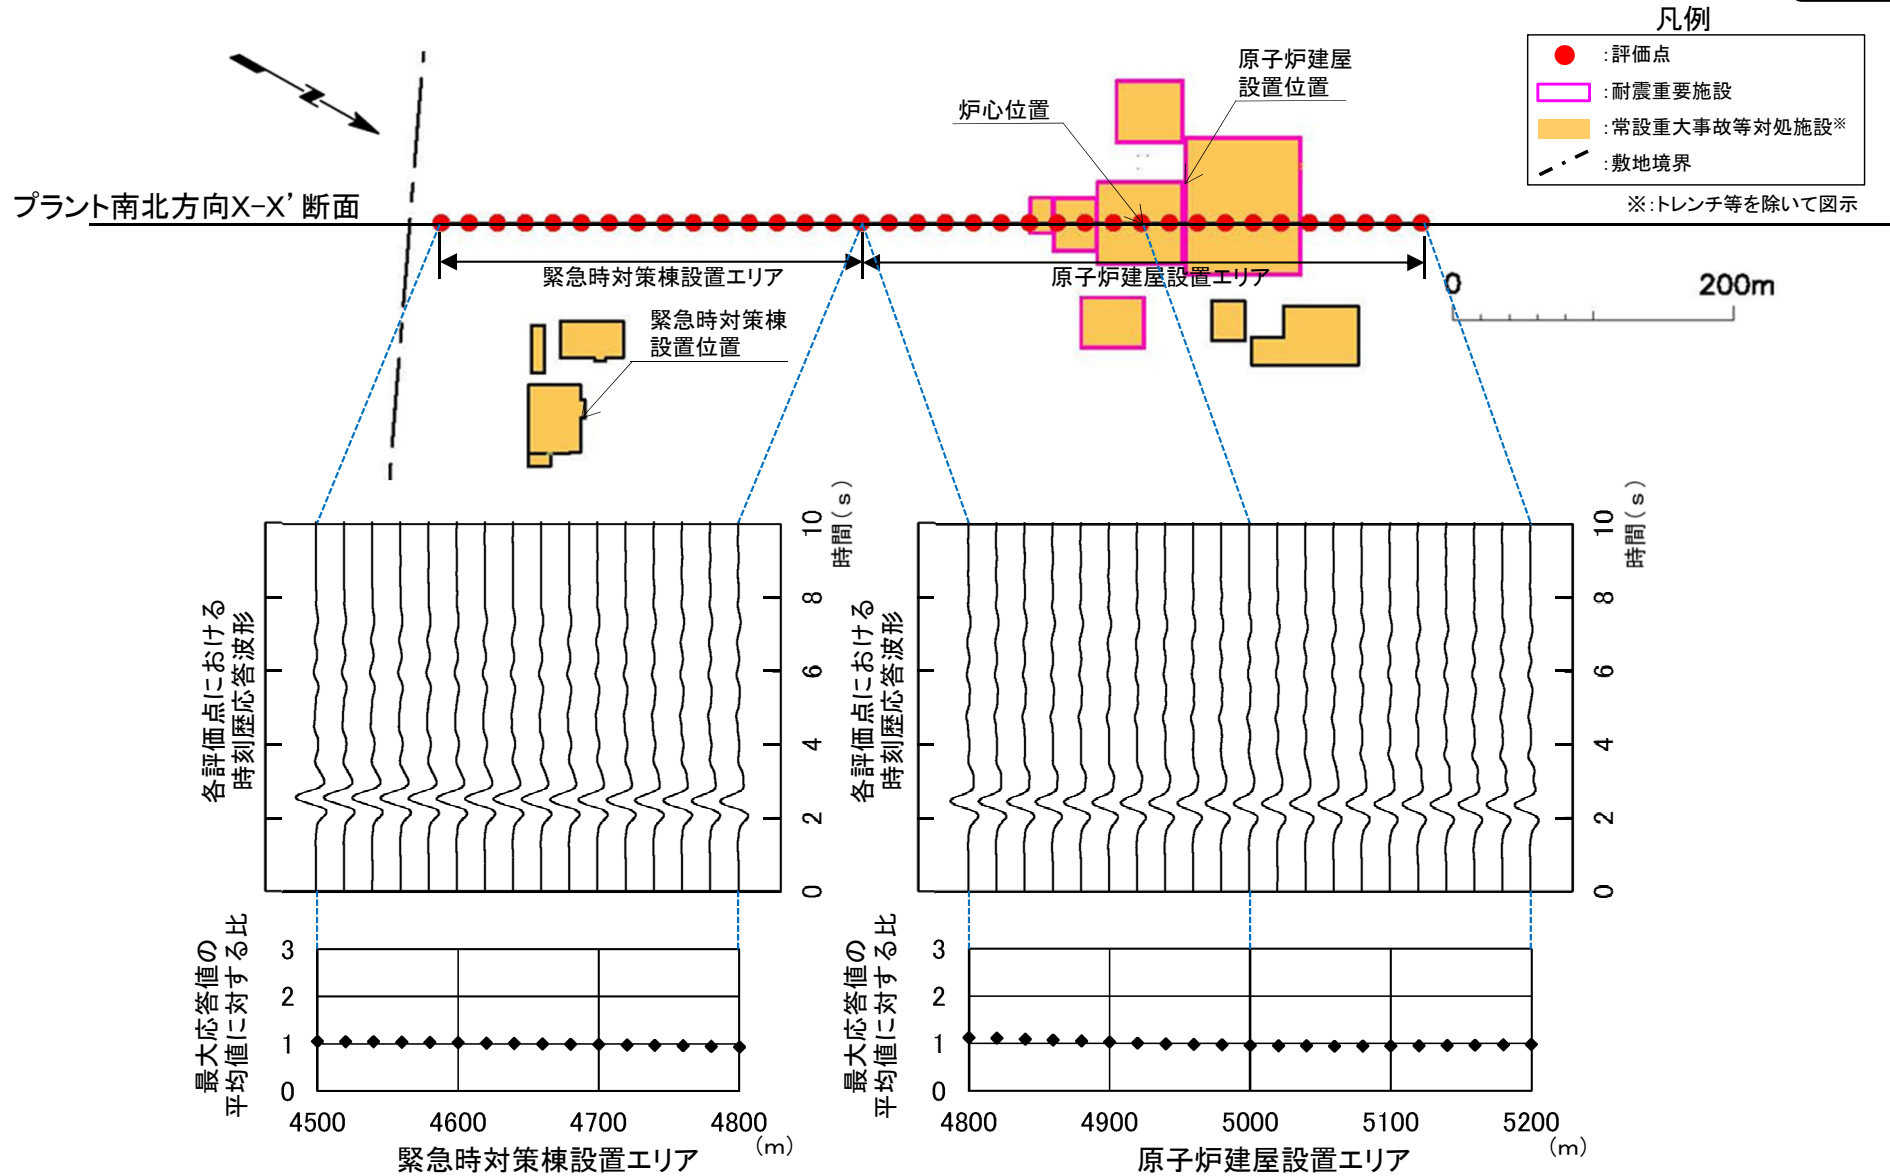 凡例
:評価点
:耐震重要施設
:常設重大事故等対処施設※
:敷地境界
※:トレンチ等を除いて図示
原子炉建屋
設置位置
炉心位置
プラント南北方向X-X’断面
緊急時対策棟設置エリア
原子炉建屋設置エリア
0
200m
緊急時対策棟
設置位置
各評価点における
時刻歴応答波形
10
8
6
4
2
0
時間(s)
各評価点における
時刻歴応答波形
10
8
6
4
2
0
時間(s)
最大応答値の
平均値に対する比
3
2
1
0
4500
4600
4700
4800
(m)
緊急時対策棟設置エリア
最大応答値の
平均値に対する比
3
2
1
0
4800
4900
5000
5100
5200
(m)
原子炉建屋設置エリア